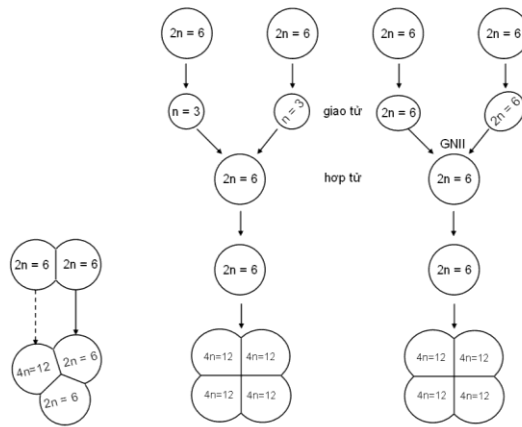 2n = 6 2n = 6 2n = 6 2n = 6
n = 3 n = 3 giao tử 2n = 6 2n = 6
GNII
2n = 6 hợp tử 2n = 6
2n = 6 2n = 6 2n = 6 2n = 6
4n=12 2n = 6 4n=12 4n=12 4n=12 4n=12
2n = 6 4n=12 4n=12 4n=12 4n=12